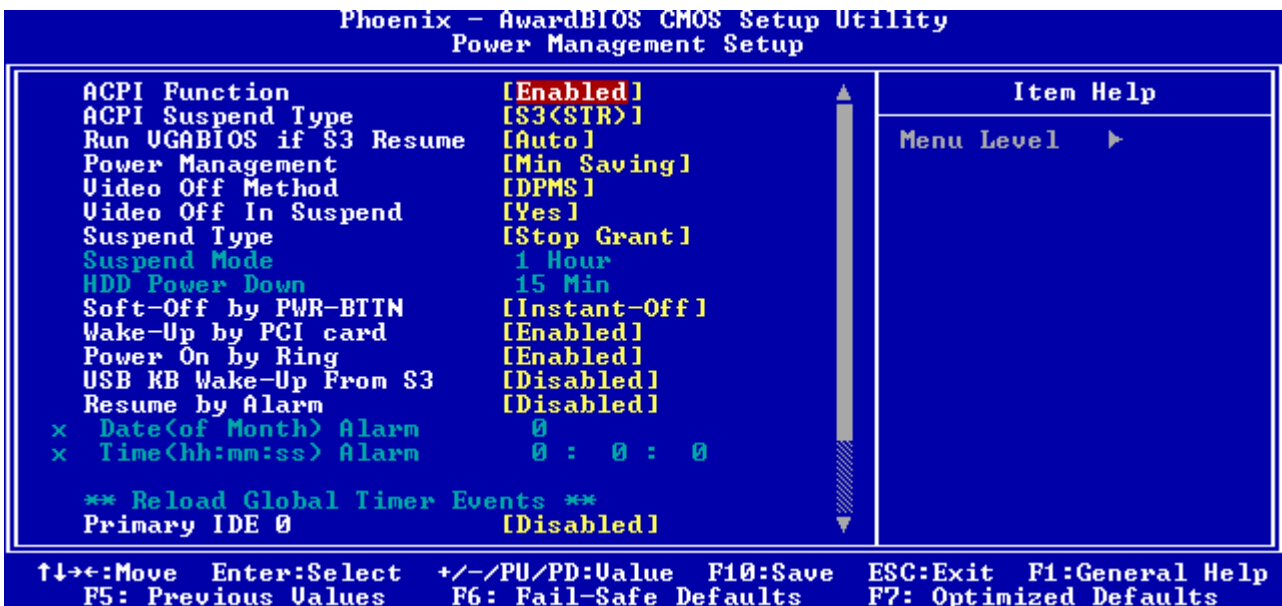 Phoenix - AwardBIOS CMOS Setup Utility
Power Management Setup
ACPI Function [Enabled]
ACPI Suspend Type [S3(STR)]
Run VGABIOS if S3 Resume [Auto]
Power Management [Min Saving]
Video Off Method [DPMS]
Video Off In Suspend [Yes]
Suspend Type [Stop Grant]
Suspend Mode 1 Hour
HDD Power Down 15 Min
Soft-Off by PWR-BTTN [Instant-Off]
Wake-Up by PCI card [Enabled]
Power On by Ring [Enabled]
USB KB Wake-Up From S3 [Disabled]
Resume by Alarm [Disabled]
x Date(of Month) Alarm 0
x Time(hh:mm:ss) Alarm 0 : 0 : 0
** Reload Global Timer Events **
Primary IDE 0 [Disabled]
Item Help
Menu Level ►
↑↓→←:Move Enter:Select +/-/PU/PD:Value F10:Save ESC:Exit F1:General Help
F5: Previous Values F6: Fail-Safe Defaults F7: Optimized Defaults